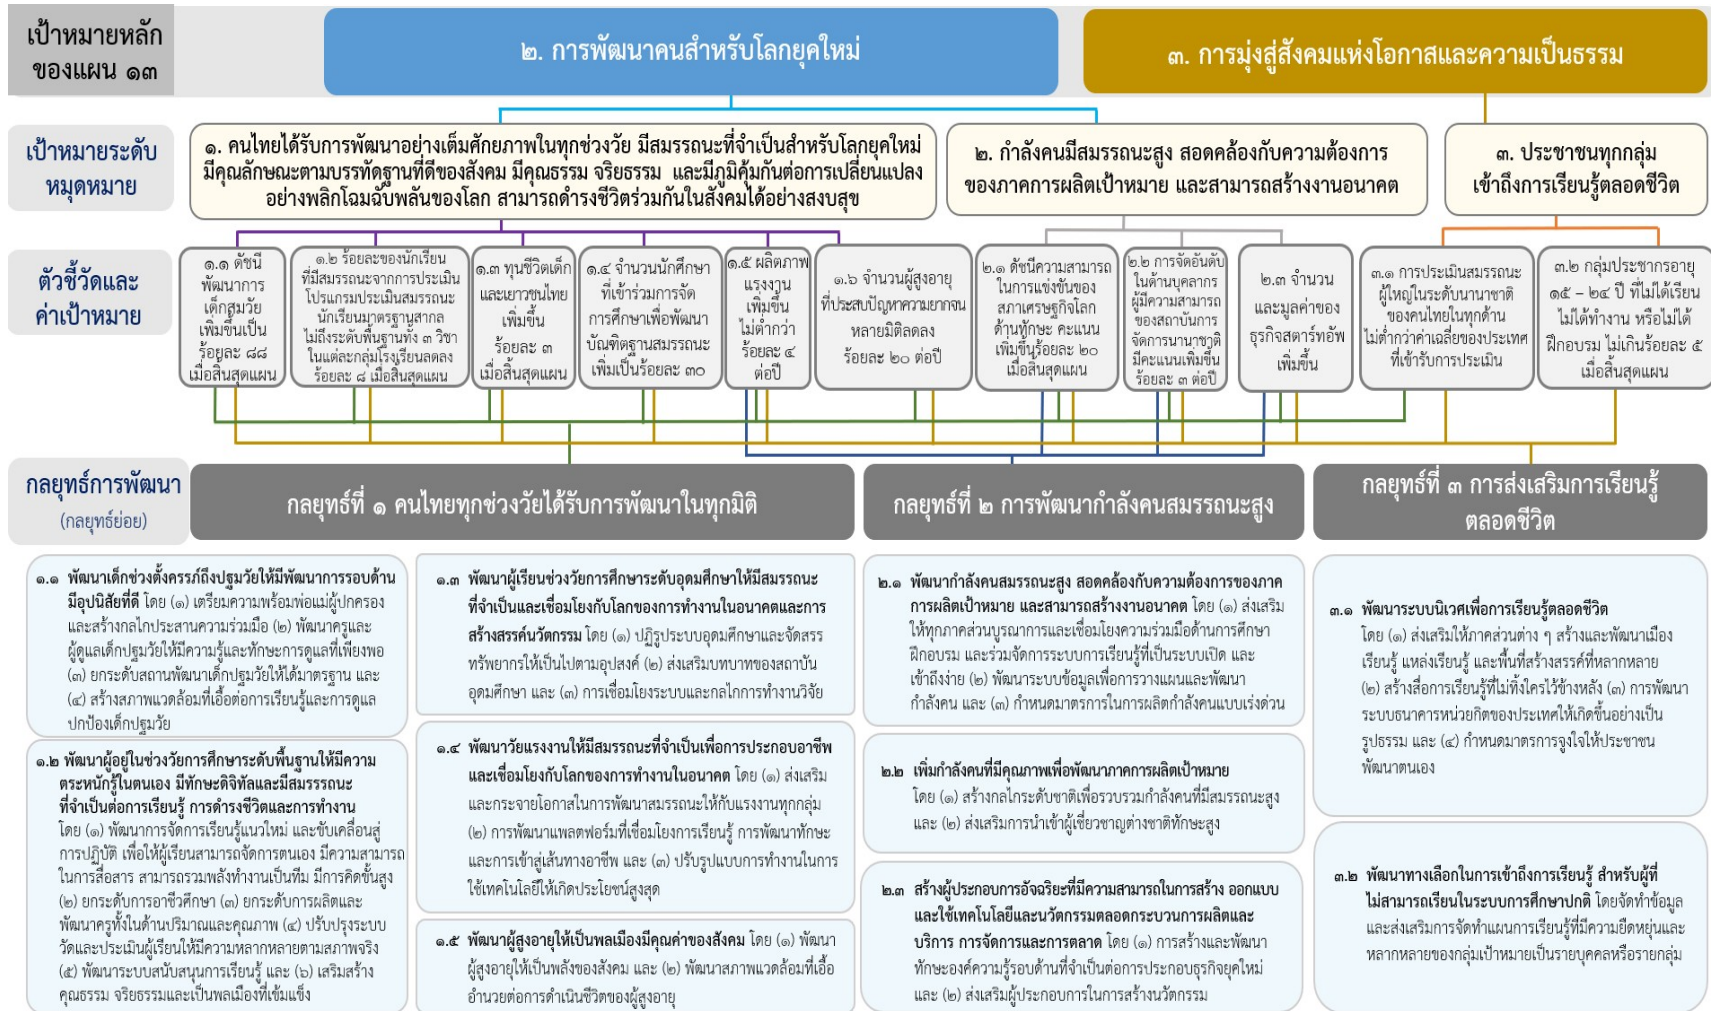 เป้าหมายหลัก
ของแผน ๑๓
๒. การพัฒนาคนสำหรับโลกยุคใหม่
๓. การมุ่งสู่สังคมแห่งโอกาสและความเป็นธรรม
เป้าหมายระดับ
หมุดหมาย
๑. คนไทยได้รับการพัฒนาอย่างเต็มศักยภาพในทุกช่วงวัย มีสมรรถนะที่จำเป็นสำหรับโลกยุคใหม่
มีคุณลักษณะตามบรรทัดฐานที่ดีของสังคม มีคุณธรรม จริยธรรม และมีภูมิคุ้มกันต่อการเปลี่ยนแปลง
อย่างพลิกโฉมฉับพลันของโลก สามารถดำรงชีวิตร่วมกันในสังคมได้อย่างสงบสุข
๒. กำลังคนมีสมรรถนะสูง สอดคล้องกับความต้องการ
ของภาคการผลิตเป้าหมาย และสามารถสร้างงานอนาคต
๓. ประชาชนทุกกลุ่ม
เข้าถึงการเรียนรู้ตลอดชีวิต
ตัวชี้วัดและ
ค่าเป้าหมาย
๑.๑ ดัชนี
พัฒนาการ
เด็กสมวัย
เพิ่มขึ้นเป็น
ร้อยละ ๘๘
เมื่อสิ้นสุดแผน
๑.๒ ร้อยละของนักเรียน
ที่มีสมรรถนะจากการประเมิน
โปรแกรมประเมินสมรรถนะ
นักเรียนมาตรฐานสากล
ไม่ถึงระดับพื้นฐานทั้ง ๓ วิชา
ในแต่ละกลุ่มโรงเรียนลดลง
ร้อยละ ๘ เมื่อสิ้นสุดแผน
๑.๓ ทุนชีวิตเด็ก
และเยาวชนไทย
เพิ่มขึ้น
ร้อยละ ๓
เมื่อสิ้นสุดแผน
๑.๔ จำนวนนักศึกษา
ที่เข้าร่วมการจัด
การศึกษาเพื่อพัฒนา
บัณฑิตฐานสมรรถนะ
เพิ่มเป็นร้อยละ ๓๐
๑.๕ ผลิตภาพ
แรงงาน
เพิ่มขึ้น
ไม่ต่ำกว่า
ร้อยละ ๔
ต่อปี
๑.๖ จำนวนผู้สูงอายุ
ที่ประสบปัญหาความยากจน
หลายมิติลดลง
ร้อยละ ๒๐ ต่อปี
๒.๑ ดัชนีความสามารถ
ในการแข่งขันของ
สภาเศรษฐกิจโลก
ด้านทักษะ คะแนน
เพิ่มขึ้นร้อยละ ๒๐
เมื่อสิ้นสุดแผน
๒.๒ การจัดอันดับ
ในด้านบุคลากร
ผู้มีความสามารถ
ของสถาบันการ
จัดการนานาชาติ
มีคะแนนเพิ่มขึ้น
ร้อยละ ๓ ต่อปี
๒.๓ จำนวน
และมูลค่าของ
ธุรกิจสตาร์ทอัพ
เพิ่มขึ้น
๓.๑ การประเมินสมรรถนะ
ผู้ใหญ่ในระดับนานาชาติ
ของคนไทยในทุกด้าน
ไม่ต่ำกว่าค่าเฉลี่ยของประเทศ
ที่เข้ารับการประเมิน
๓.๒ กลุ่มประชากรอายุ
๑๕ – ๒๔ ปี ที่ไม่ได้เรียน
ไม่ได้ทำงาน หรือไม่ได้
ฝึกอบรม ไม่เกินร้อยละ ๕
เมื่อสิ้นสุดแผน
กลยุทธ์การพัฒนา
(กลยุทธ์ย่อย)
กลยุทธ์ที่ ๑ คนไทยทุกช่วงวัยได้รับการพัฒนาในทุกมิติ
กลยุทธ์ที่ ๒ การพัฒนากำลังคนสมรรถนะสูง
กลยุทธ์ที่ ๓ การส่งเสริมการเรียนรู้
ตลอดชีวิต
๑.๑ พัฒนาเด็กช่วงตั้งครรภ์ถึงปฐมวัยให้มีพัฒนาการรอบด้าน
มีอุปนิสัยที่ดี โดย (๑) เตรียมความพร้อมพ่อแม่ผู้ปกครอง
และสร้างกลไกประสานความร่วมมือ (๒) พัฒนาครูและ
ผู้ดูแลเด็กปฐมวัยให้มีความรู้และทักษะการดูแลที่เพียงพอ
(๓) ยกระดับสถานพัฒนาเด็กปฐมวัยให้ได้มาตรฐาน และ
(๔) สร้างสภาพแวดล้อมที่เอื้อต่อการเรียนรู้และการดูแล
ปกป้องเด็กปฐมวัย
๑.๒ พัฒนาผู้อยู่ในช่วงวัยการศึกษาระดับพื้นฐานให้มีความ
ตระหนักรู้ในตนเอง มีทักษะดิจิทัลและมีสมรรรถนะ
ที่จำเป็นต่อการเรียนรู้ การดำรงชีวิตและการทำงาน
โดย (๑) พัฒนาการจัดการเรียนรู้แนวใหม่ และขับเคลื่อนสู่
การปฏิบัติ เพื่อให้ผู้เรียนสามารถจัดการตนเอง มีความสามารถ
ในการสื่อสาร สามารถรวมพลังทำงานเป็นทีม มีการคิดขั้นสูง
(๒) ยกระดับการอาชีวศึกษา (๓) ยกระดับการผลิตและ
พัฒนาครูทั้งในด้านปริมาณและคุณภาพ (๔) ปรับปรุงระบบ
วัดและประเมินผู้เรียนให้มีความหลากหลายตามสภาพจริง
(๕) พัฒนาระบบสนับสนุนการเรียนรู้ และ (๖) เสริมสร้าง
คุณธรรม จริยธรรมและเป็นพลเมืองที่เข้มแข็ง
๑.๓ พัฒนาผู้เรียนช่วงวัยการศึกษาระดับอุดมศึกษาให้มีสมรรถนะ
ที่จำเป็นและเชื่อมโยงกับโลกของการทำงานในอนาคตและการ
สร้างสรรค์นวัตกรรม โดย (๑) ปฏิรูประบบอุดมศึกษาและจัดสรร
ทรัพยากรให้เป็นไปตามอุปสงค์ (๒) ส่งเสริมบทบาทของสถาบัน
อุดมศึกษา และ (๓) การเชื่อมโยงระบบและกลไกการทำงานวิจัย
๑.๔ พัฒนาวัยแรงงานให้มีสมรรถนะที่จำเป็นเพื่อการประกอบอาชีพ
และเชื่อมโยงกับโลกของการทำงานในอนาคต โดย (๑) ส่งเสริม
และกระจายโอกาสในการพัฒนาสมรรถนะให้กับแรงงานทุกกลุ่ม
(๒) การพัฒนาแพลตฟอร์มที่เชื่อมโยงการเรียนรู้ การพัฒนาทักษะ
และการเข้าสู่เส้นทางอาชีพ และ (๓) ปรับรูปแบบการทำงานในการ
ใช้เทคโนโลยีให้เกิดประโยชน์สูงสุด
๑.๕ พัฒนาผู้สูงอายุให้เป็นพลเมืองมีคุณค่าของสังคม โดย (๑) พัฒนา
ผู้สูงอายุให้เป็นพลังของสังคม และ (๒) พัฒนาสภาพแวดล้อมที่เอื้อ
อำนวยต่อการดำเนินชีวิตของผู้สูงอายุ
๒.๑ พัฒนากำลังคนสมรรถนะสูง สอดคล้องกับความต้องการของภาค
การผลิตเป้าหมาย และสามารถสร้างงานอนาคต โดย (๑) ส่งเสริม
ให้ทุกภาคส่วนบูรณาการและเชื่อมโยงความร่วมมือด้านการศึกษา
ฝึกอบรม และร่วมจัดการระบบการเรียนรู้ที่เป็นระบบเปิด และ
เข้าถึงง่าย (๒) พัฒนาระบบข้อมูลเพื่อการวางแผนและพัฒนา
กำลังคน และ (๓) กำหนดมาตรการในการผลิตกำลังคนแบบเร่งด่วน
๒.๒ เพิ่มกำลังคนที่มีคุณภาพเพื่อพัฒนาภาคการผลิตเป้าหมาย
โดย (๑) สร้างกลไกระดับชาติเพื่อรวบรวมกำลังคนที่มีสมรรถนะสูง
และ (๒) ส่งเสริมการนำเข้าผู้เชี่ยวชาญต่างชาติทักษะสูง
๒.๓ สร้างผู้ประกอบการอัจฉริยะที่มีความสามารถในการสร้าง ออกแบบ
และใช้เทคโนโลยีและนวัตกรรมตลอดกระบวนการผลิตและ
บริการ การจัดการและการตลาด โดย (๑) การสร้างและพัฒนา
ทักษะองค์ความรู้รอบด้านที่จำเป็นต่อการประกอบธุรกิจยุคใหม่
และ (๒) ส่งเสริมผู้ประกอบการในการสร้างนวัตกรรม
๓.๑ พัฒนาระบบนิเวศเพื่อการเรียนรู้ตลอดชีวิต
โดย (๑) ส่งเสริมให้ภาคส่วนต่าง ๆ สร้างและพัฒนาเมือง
เรียนรู้ แหล่งเรียนรู้ และพื้นที่สร้างสรรค์ที่หลากหลาย
(๒) สร้างสื่อการเรียนรู้ที่ไม่ทิ้งใครไว้ข้างหลัง (๓) การพัฒนา
ระบบธนาคารหน่วยกิตของประเทศให้เกิดขึ้นอย่างเป็น
รูปธรรม และ (๔) กำหนดมาตรการจูงใจให้ประชาชน
พัฒนาตนเอง
๓.๒ พัฒนาทางเลือกในการเข้าถึงการเรียนรู้ สำหรับผู้ที่
ไม่สามารถเรียนในระบบการศึกษาปกติ โดยจัดทำข้อมูล
และส่งเสริมการจัดทำแผนการเรียนรู้ที่มีความยืดหยุ่นและ
หลากหลายของกลุ่มเป้าหมายเป็นรายบุคคลหรือรายกลุ่ม